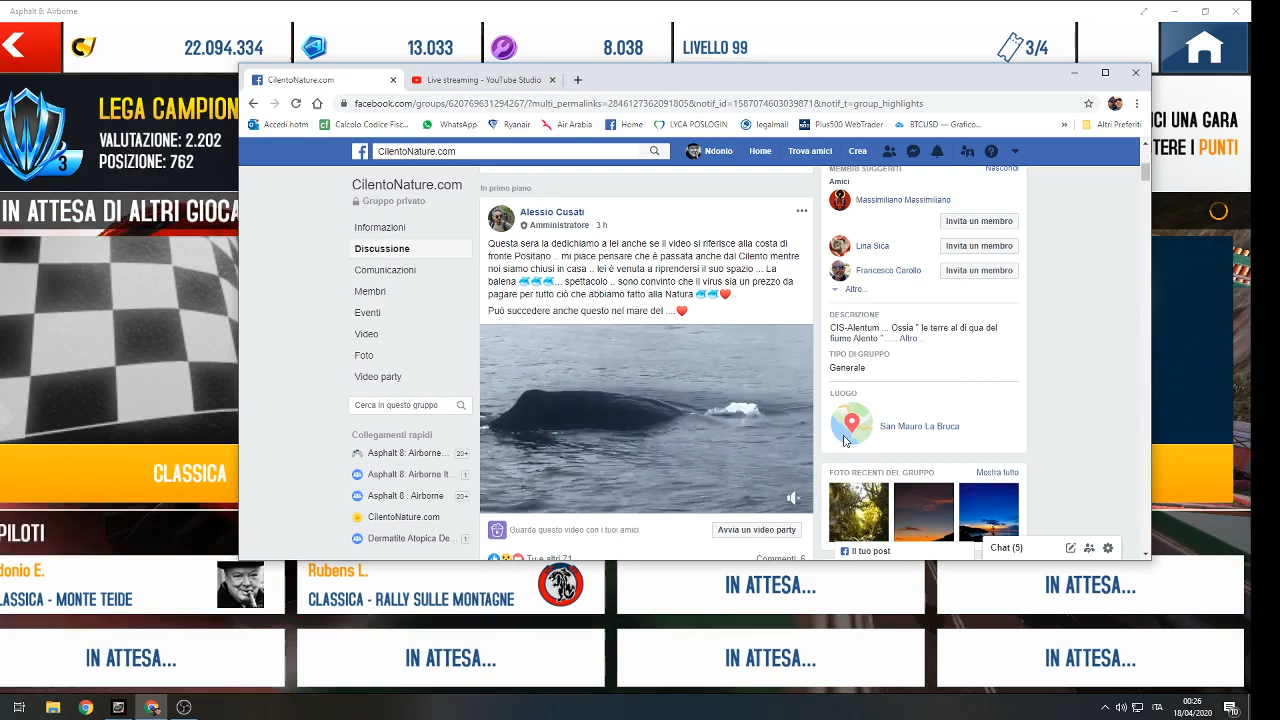 Asphalt 8: Airborne
22.094.334
13.033
8.038
LIVELLO 99
3/4
LEGA CAMPION
VALUTAZIONE: 2.202
POSIZIONE: 762
3
CI UNA GARA
TERE I PUNTI
IN ATTESA DI ALTRI GIOCA
CLASSICA
PILOTI
donio E.
LASSICA - MONTE TEIDE
Rubens L.
CLASSICA - RALLY SULLE MONTAGNE
IN ATTESA...
IN ATTESA...
IN ATTESA...
IN ATTESA...
IN ATTESA...
IN ATTESA...
CilentoNature.com
Live streaming - YouTube Studio
facebook.com/groups/620769631294267/?multi_permalinks=2846127362091805&notif_id=1587074603039871&notif_t=group_highlights
Accedi hotm
Calcolo Codice Fisc...
WhatsApp
Ryanair
Air Arabia
Home
LYCA POSLOGIN
legalmail
Plus500 WebTrader
BTCUSD — Grafico...
»
Altri Preferiti
CilentoNature.com
Ndonio
Home
Trova amici
Crea
CilentoNature.com
Gruppo privato
Informazioni
Discussione
Comunicazioni
Membri
Eventi
Video
Foto
Video party
Cerca in questo gruppo
Collegamenti rapidi
Asphalt 8: Airborne... 20+
Asphalt 8: Airborne It... 1
Asphalt 8 : Airborne 20+
CilentoNature.com
Dermatite Atopica De... 1
In primo piano
Alessio Cusati
Amministratore · 3 h
Questa sera la dedichiamo a lei anche se il video si riferisce alla costa di
fronte Positano .. mi piace pensare che è passata anche dal Cilento mentre
noi siamo chiusi in casa .. lei è venuta a riprendersi il suo spazio ... La
balena 🐬🐬🐬... spettacolo .. sono convinto che il virus sia un prezzo da
pagare per tutto ciò che abbiamo fatto alla Natura 🐬🐬❤️ .
Può succedere anche questo nel mare del ....❤️
Guarda questo video con i tuoi amici
Avvia un video party
Tu e altri 71
Commenti: 6
MEMBRI SUGGERITI
Nascondi
Amici
Massimiliano Massimiliano
Invita un membro
Lina Sica
Invita un membro
Francesco Carollo
Invita un membro
Altro...
DESCRIZIONE
CIS-Alentum ... Ossia " le terre al di qua del
fiume Alento "...... Altro...
TIPO DI GRUPPO
Generale
LUOGO
San Mauro La Bruca
FOTO RECENTI DEL GRUPPO
Mostra tutto
Il tuo post
Chat (5)
ITA
00:26
18/04/2020
10